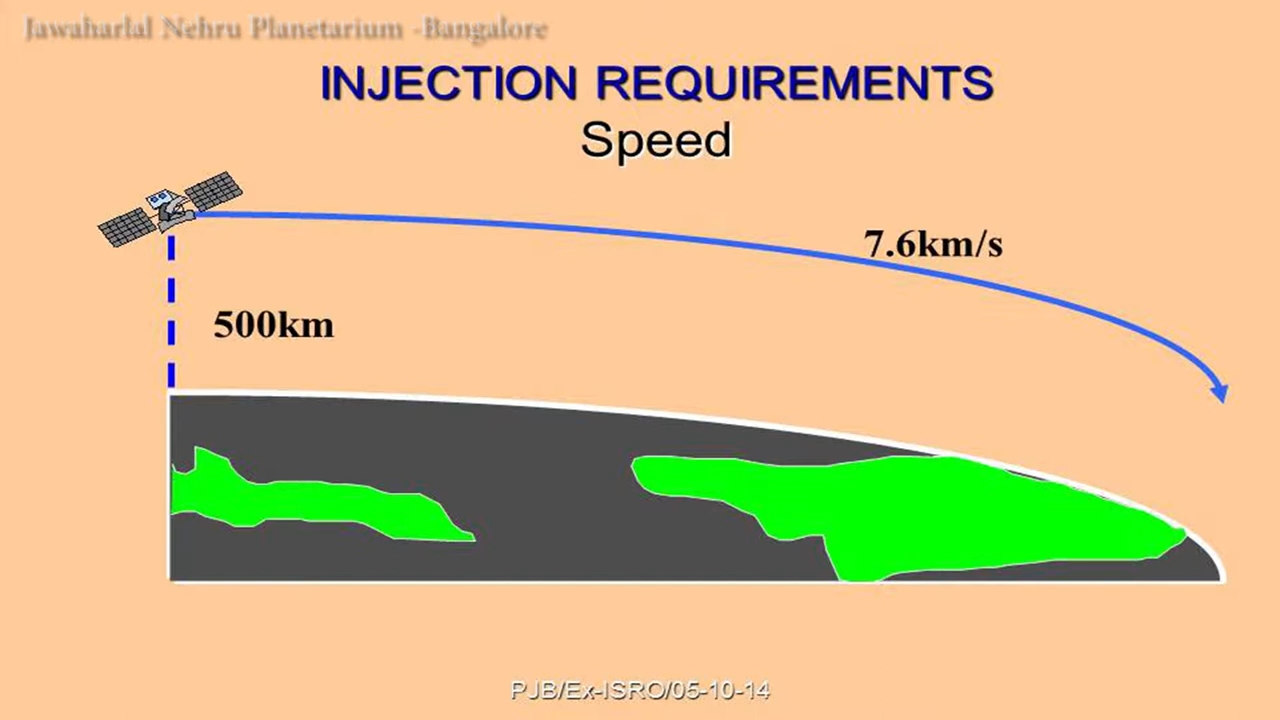 Jawaharlal Nehru Planetarium -Bangalore
INJECTION REQUIREMENTS
Speed
7.6km/s
500km
PJB/Ex-ISRO/05-10-14